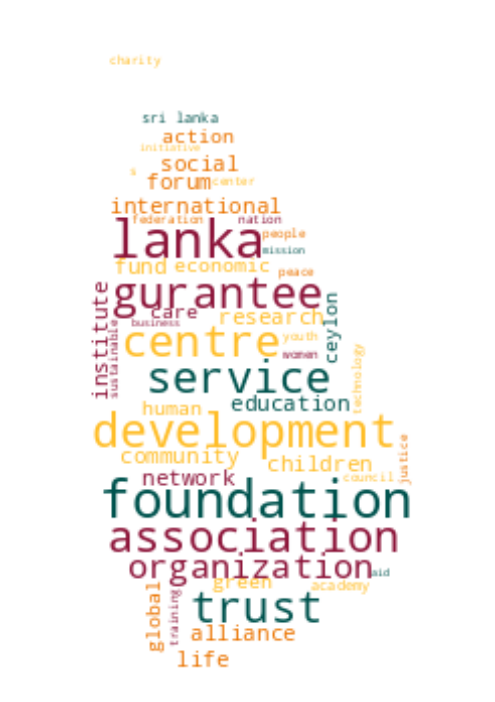 charity
sri lanka
action
initiative
social
s
forum center
international
federation nation
lanka people
mission
fund economic
peace
gurantee
institute
care
research
ceylon
business
sustainable
centre youth
women
technology
service
education
human
development
community
children
justice
network
council
foundation
association
organization aid
green academy
global
training
trust
alliance
life